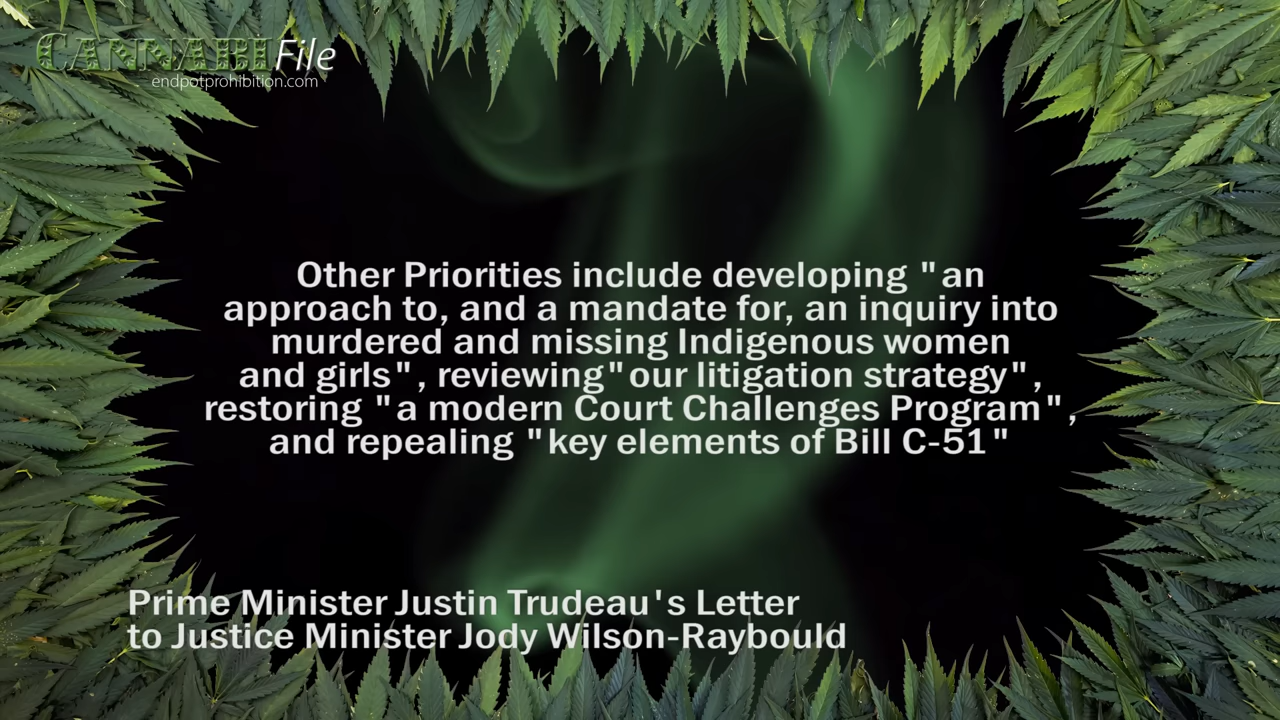 CANNABIFile
endpotprohibition.com
Other Priorities include developing "an
approach to, and a mandate for, an inquiry into
murdered and missing Indigenous women
and girls", reviewing"our litigation strategy",
restoring "a modern Court Challenges Program",
and repealing "key elements of Bill C-51"
Prime Minister Justin Trudeau's Letter
to Justice Minister Jody Wilson-Raybould